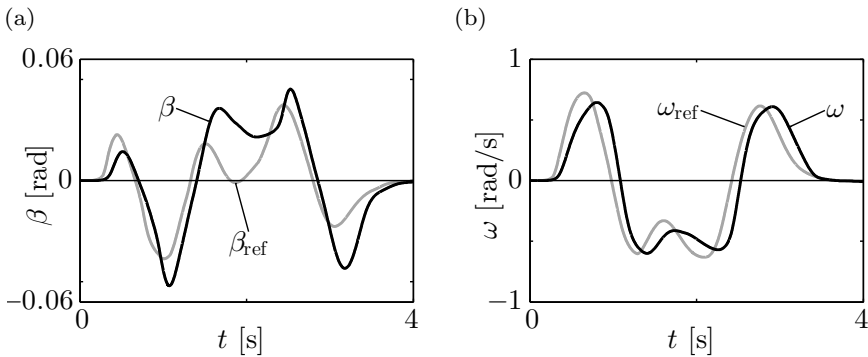 (a)
0.06
0
−0.06
β [rad]
β
β_ref
0
4
t [s]
(b)
1
0
−1
ω [rad/s]
ω_ref
ω
0
4
t [s]